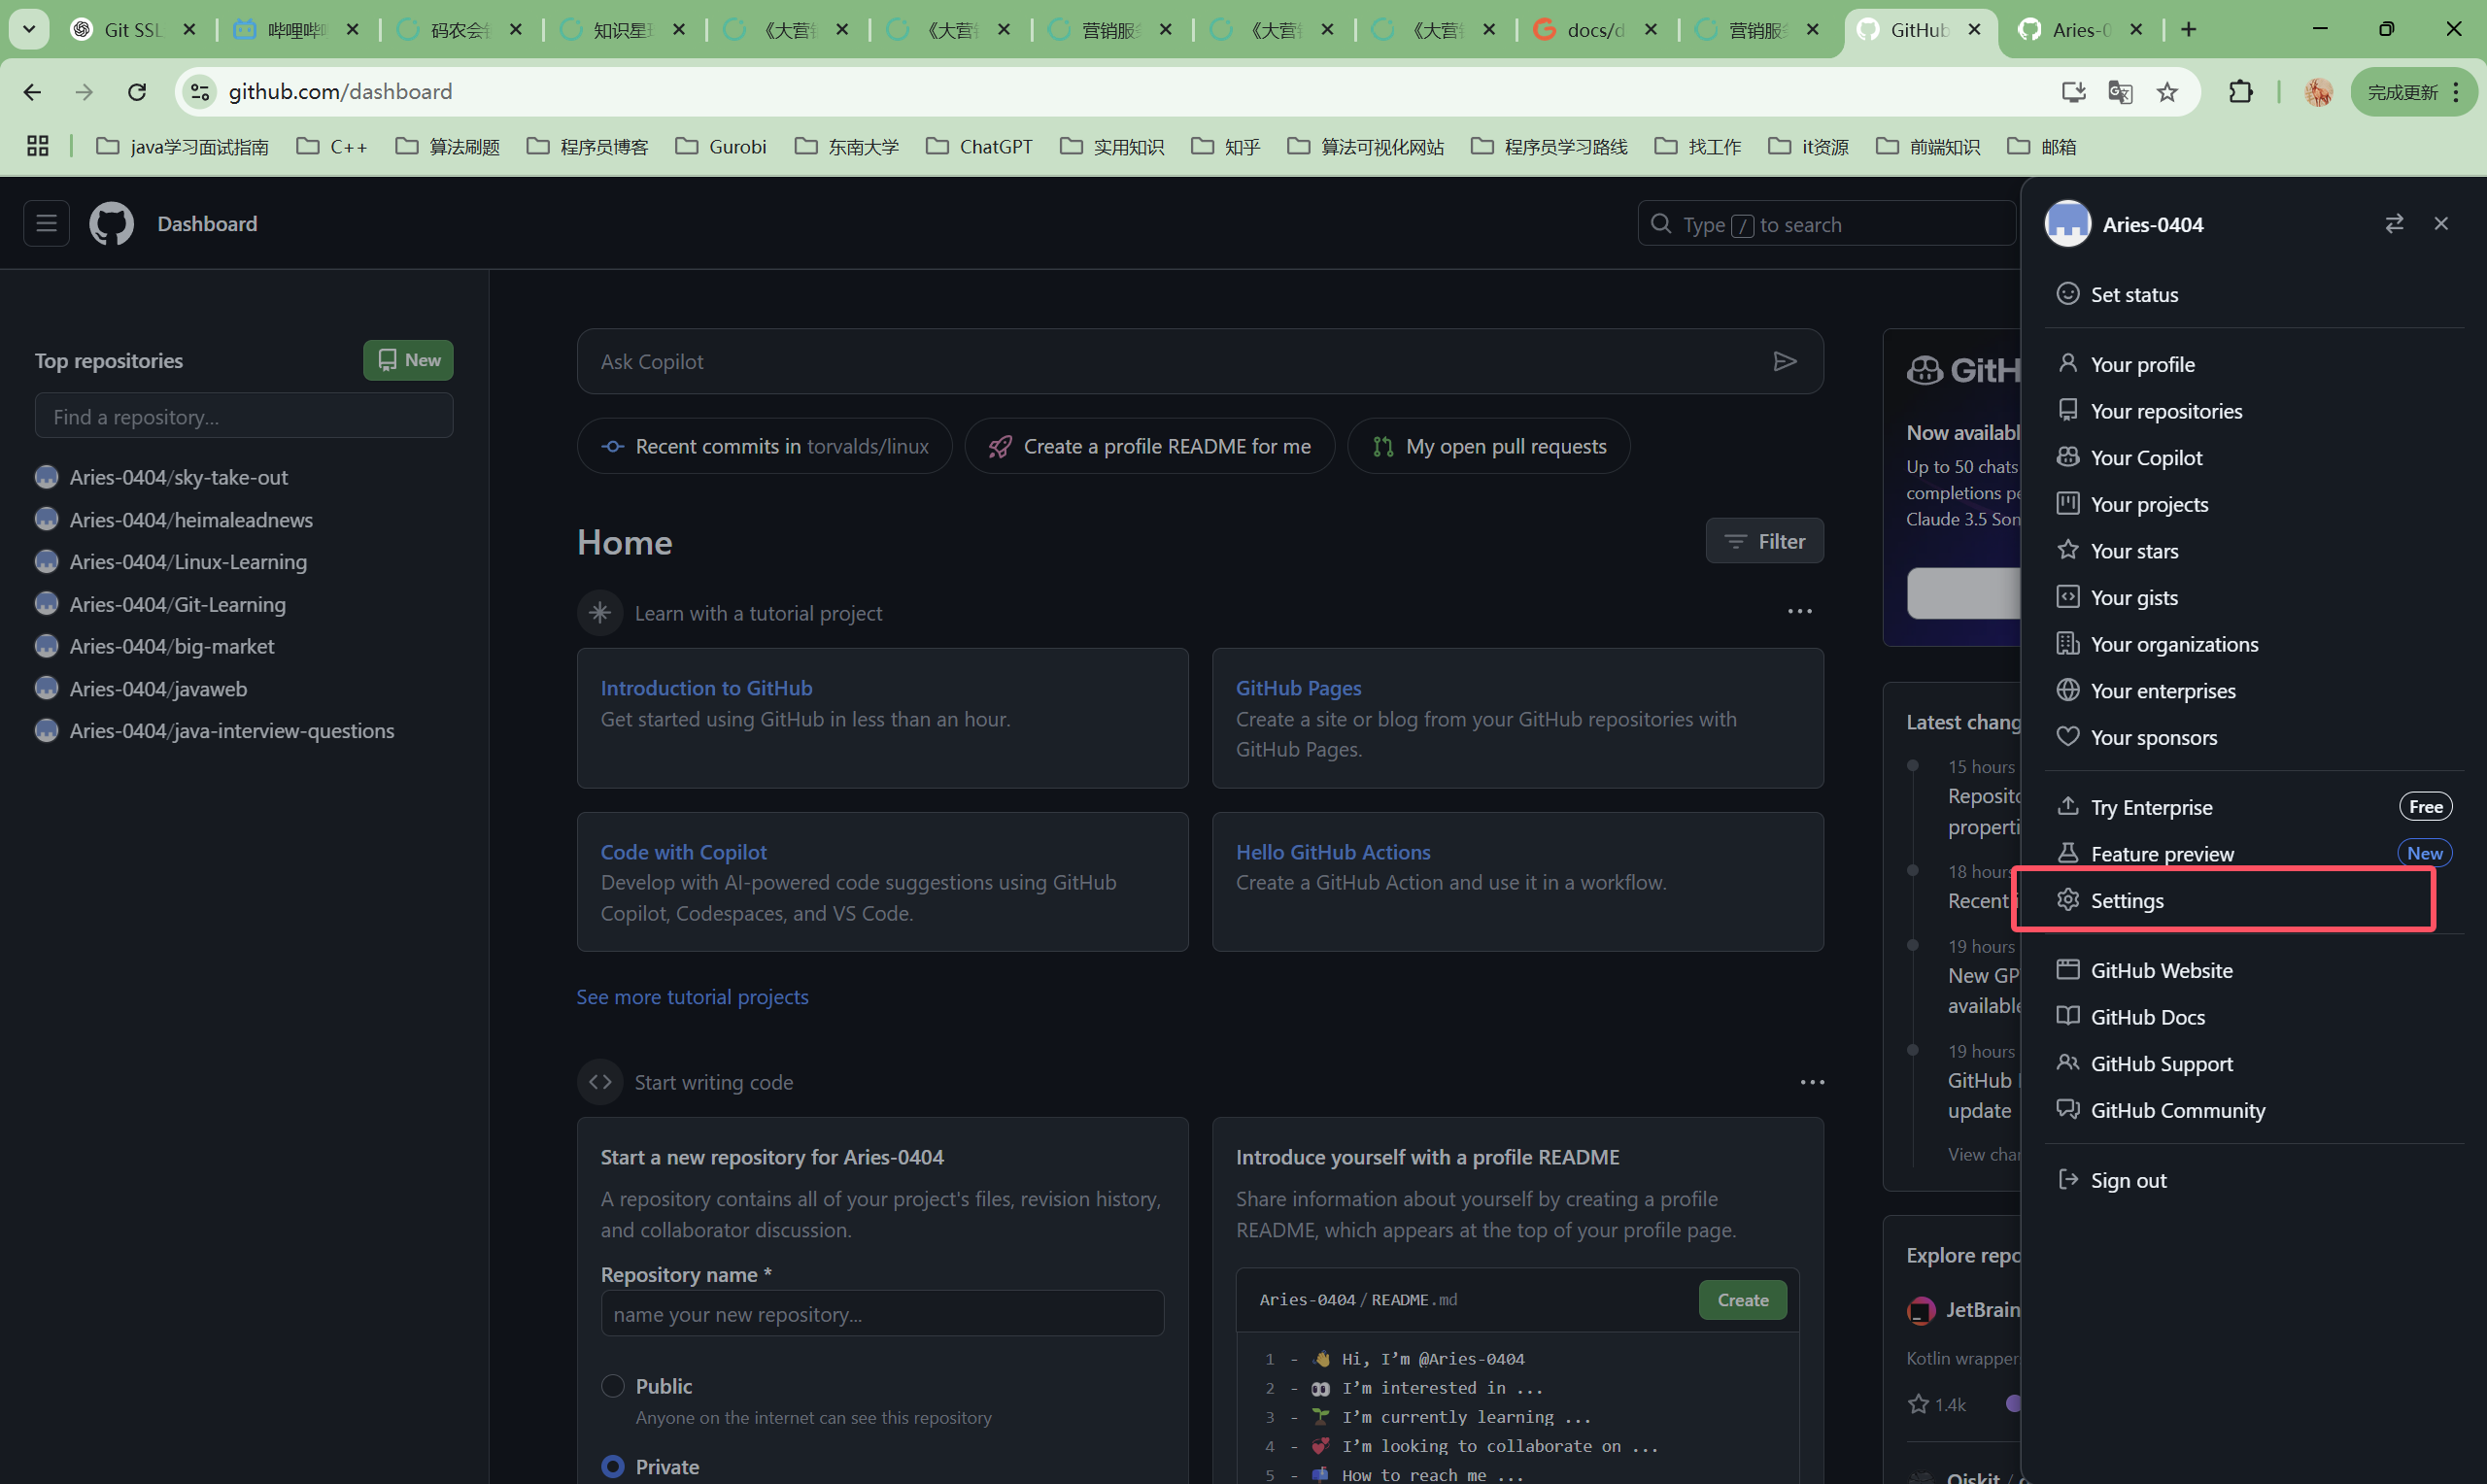 Git SSL
哔哩哔
码农会
知识星
《大营
《大营
营销服
《大营
《大营
docs/d
营销服
GitHub
Aries-0
github.com/dashboard
完成更新
java学习面试指南
C++
算法刷题
程序员博客
Gurobi
东南大学
ChatGPT
实用知识
知乎
算法可视化网站
程序员学习路线
找工作
it资源
前端知识
邮箱
Dashboard
Type / to search
Top repositories
New
Find a repository...
Aries-0404/sky-take-out
Aries-0404/heimaleadnews
Aries-0404/Linux-Learning
Aries-0404/Git-Learning
Aries-0404/big-market
Aries-0404/javaweb
Aries-0404/java-interview-questions
Ask Copilot
Recent commits in torvalds/linux
Create a profile README for me
My open pull requests
Home
Filter
Learn with a tutorial project
Introduction to GitHub
Get started using GitHub in less than an hour.
GitHub Pages
Create a site or blog from your GitHub repositories with
GitHub Pages.
Code with Copilot
Develop with AI-powered code suggestions using GitHub
Copilot, Codespaces, and VS Code.
Hello GitHub Actions
Create a GitHub Action and use it in a workflow.
See more tutorial projects
Start writing code
Start a new repository for Aries-0404
A repository contains all of your project's files, revision history,
and collaborator discussion.
Repository name *
name your new repository...
Public
Anyone on the internet can see this repository
Private
Introduce yourself with a profile README
Share information about yourself by creating a profile
README, which appears at the top of your profile page.
Aries-0404 / README.md
Create
1 - 👋 Hi, I’m @Aries-0404
2 - 👀 I’m interested in ...
3 - 🌱 I’m currently learning ...
4 - 💞️ I’m looking to collaborate on ...
5 - 📫 How to reach me ...
GitH
Now availabl
Up to 50 chats
completions pe
Claude 3.5 Son
Latest chang
15 hours
Reposito
properti
18 hours
Recent
19 hours
New GP
available
19 hours
GitHub
update
View char
Explore repo
JetBrain
Kotlin wrapper
1.4k
Qiskit /
Aries-0404
Set status
Your profile
Your repositories
Your Copilot
Your projects
Your stars
Your gists
Your organizations
Your enterprises
Your sponsors
Try Enterprise
Free
Feature preview
New
Settings
GitHub Website
GitHub Docs
GitHub Support
GitHub Community
Sign out